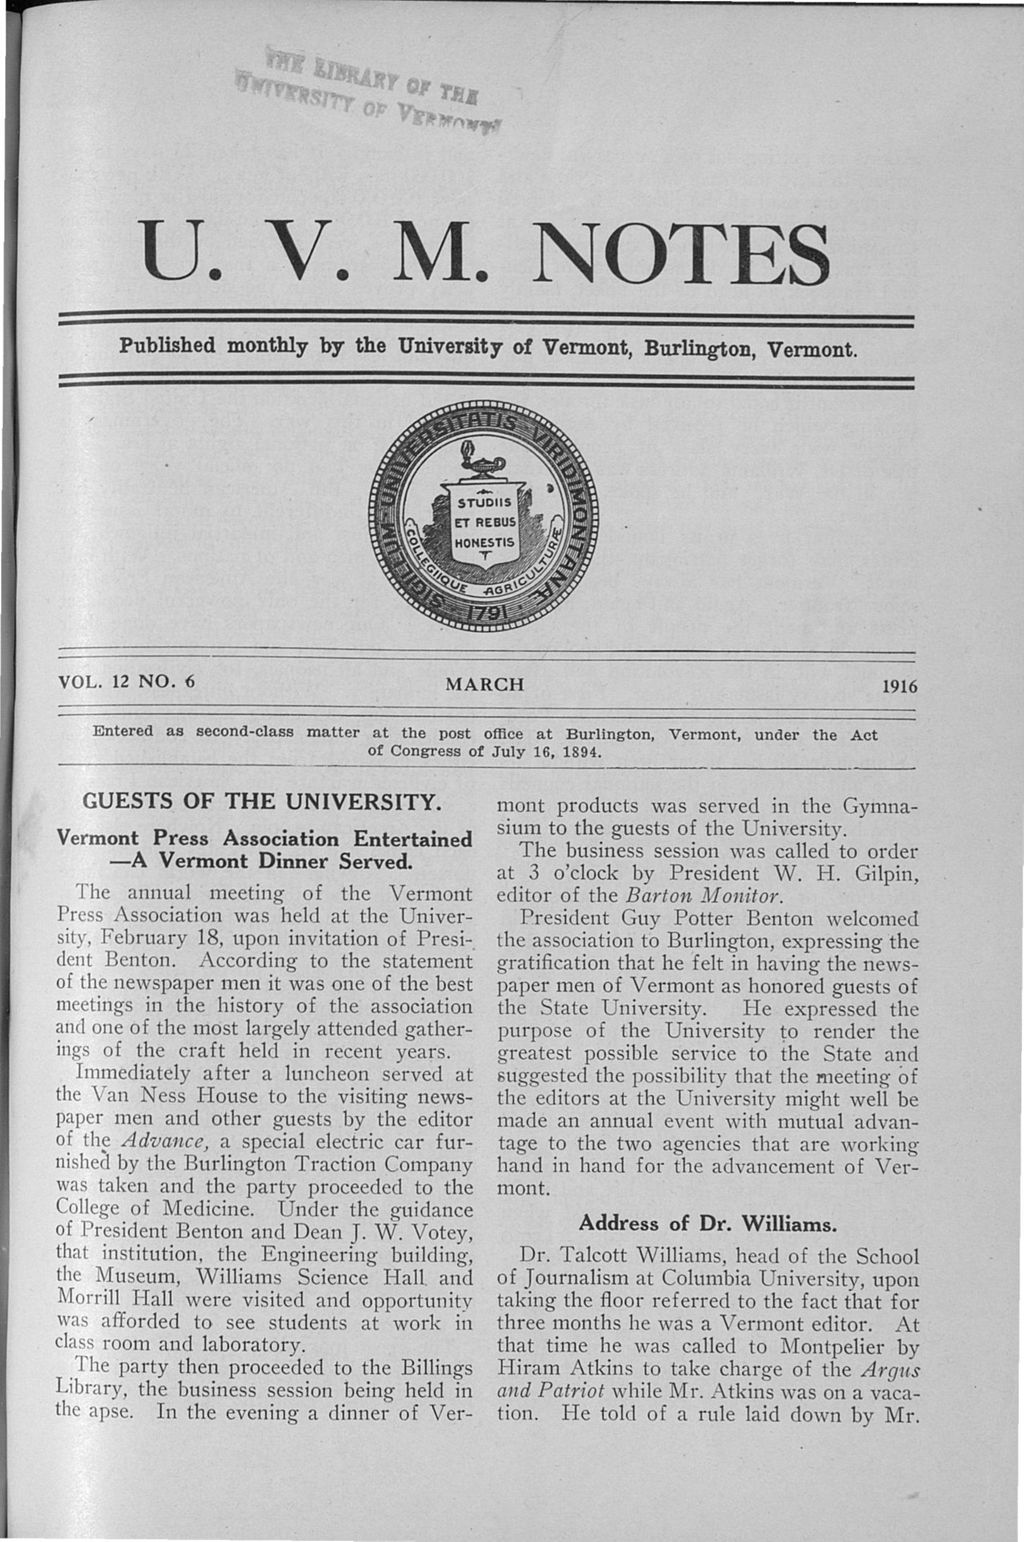 THE LIBRARY OF THE
UNIVERSITY OF VERMONT
U. V. M. NOTES
Published monthly by the University of Vermont, Burlington, Vermont.
SIGILLUM · UNIVERSITATIS VIRIDIMONTANA
STUDIIS
ET REBUS
HONESTIS
COLLEGIIQUE AGRICULTURÆ
1791
VOL. 12 NO. 6 MARCH 1916
Entered as second-class matter at the post office at Burlington, Vermont, under the Act
of Congress of July 16, 1894.
GUESTS OF THE UNIVERSITY.
Vermont Press Association Entertained
—A Vermont Dinner Served.
The annual meeting of the Vermont
Press Association was held at the Univer-
sity, February 18, upon invitation of Presi-
dent Benton. According to the statement
of the newspaper men it was one of the best
meetings in the history of the association
and one of the most largely attended gather-
ings of the craft held in recent years.
Immediately after a luncheon served at
the Van Ness House to the visiting news-
paper men and other guests by the editor
of the Advance, a special electric car fur-
nished by the Burlington Traction Company
was taken and the party proceeded to the
College of Medicine. Under the guidance
of President Benton and Dean J. W. Votey,
that institution, the Engineering building,
the Museum, Williams Science Hall and
Morrill Hall were visited and opportunity
was afforded to see students at work in
class room and laboratory.
The party then proceeded to the Billings
Library, the business session being held in
the apse. In the evening a dinner of Ver-
mont products was served in the Gymna-
sium to the guests of the University.
The business session was called to order
at 3 o'clock by President W. H. Gilpin,
editor of the Barton Monitor.
President Guy Potter Benton welcomed
the association to Burlington, expressing the
gratification that he felt in having the news-
paper men of Vermont as honored guests of
the State University. He expressed the
purpose of the University to render the
greatest possible service to the State and
suggested the possibility that the meeting of
the editors at the University might well be
made an annual event with mutual advan-
tage to the two agencies that are working
hand in hand for the advancement of Ver-
mont.
Address of Dr. Williams.
Dr. Talcott Williams, head of the School
of Journalism at Columbia University, upon
taking the floor referred to the fact that for
three months he was a Vermont editor. At
that time he was called to Montpelier by
Hiram Atkins to take charge of the Argus
and Patriot while Mr. Atkins was on a vaca-
tion. He told of a rule laid down by Mr.